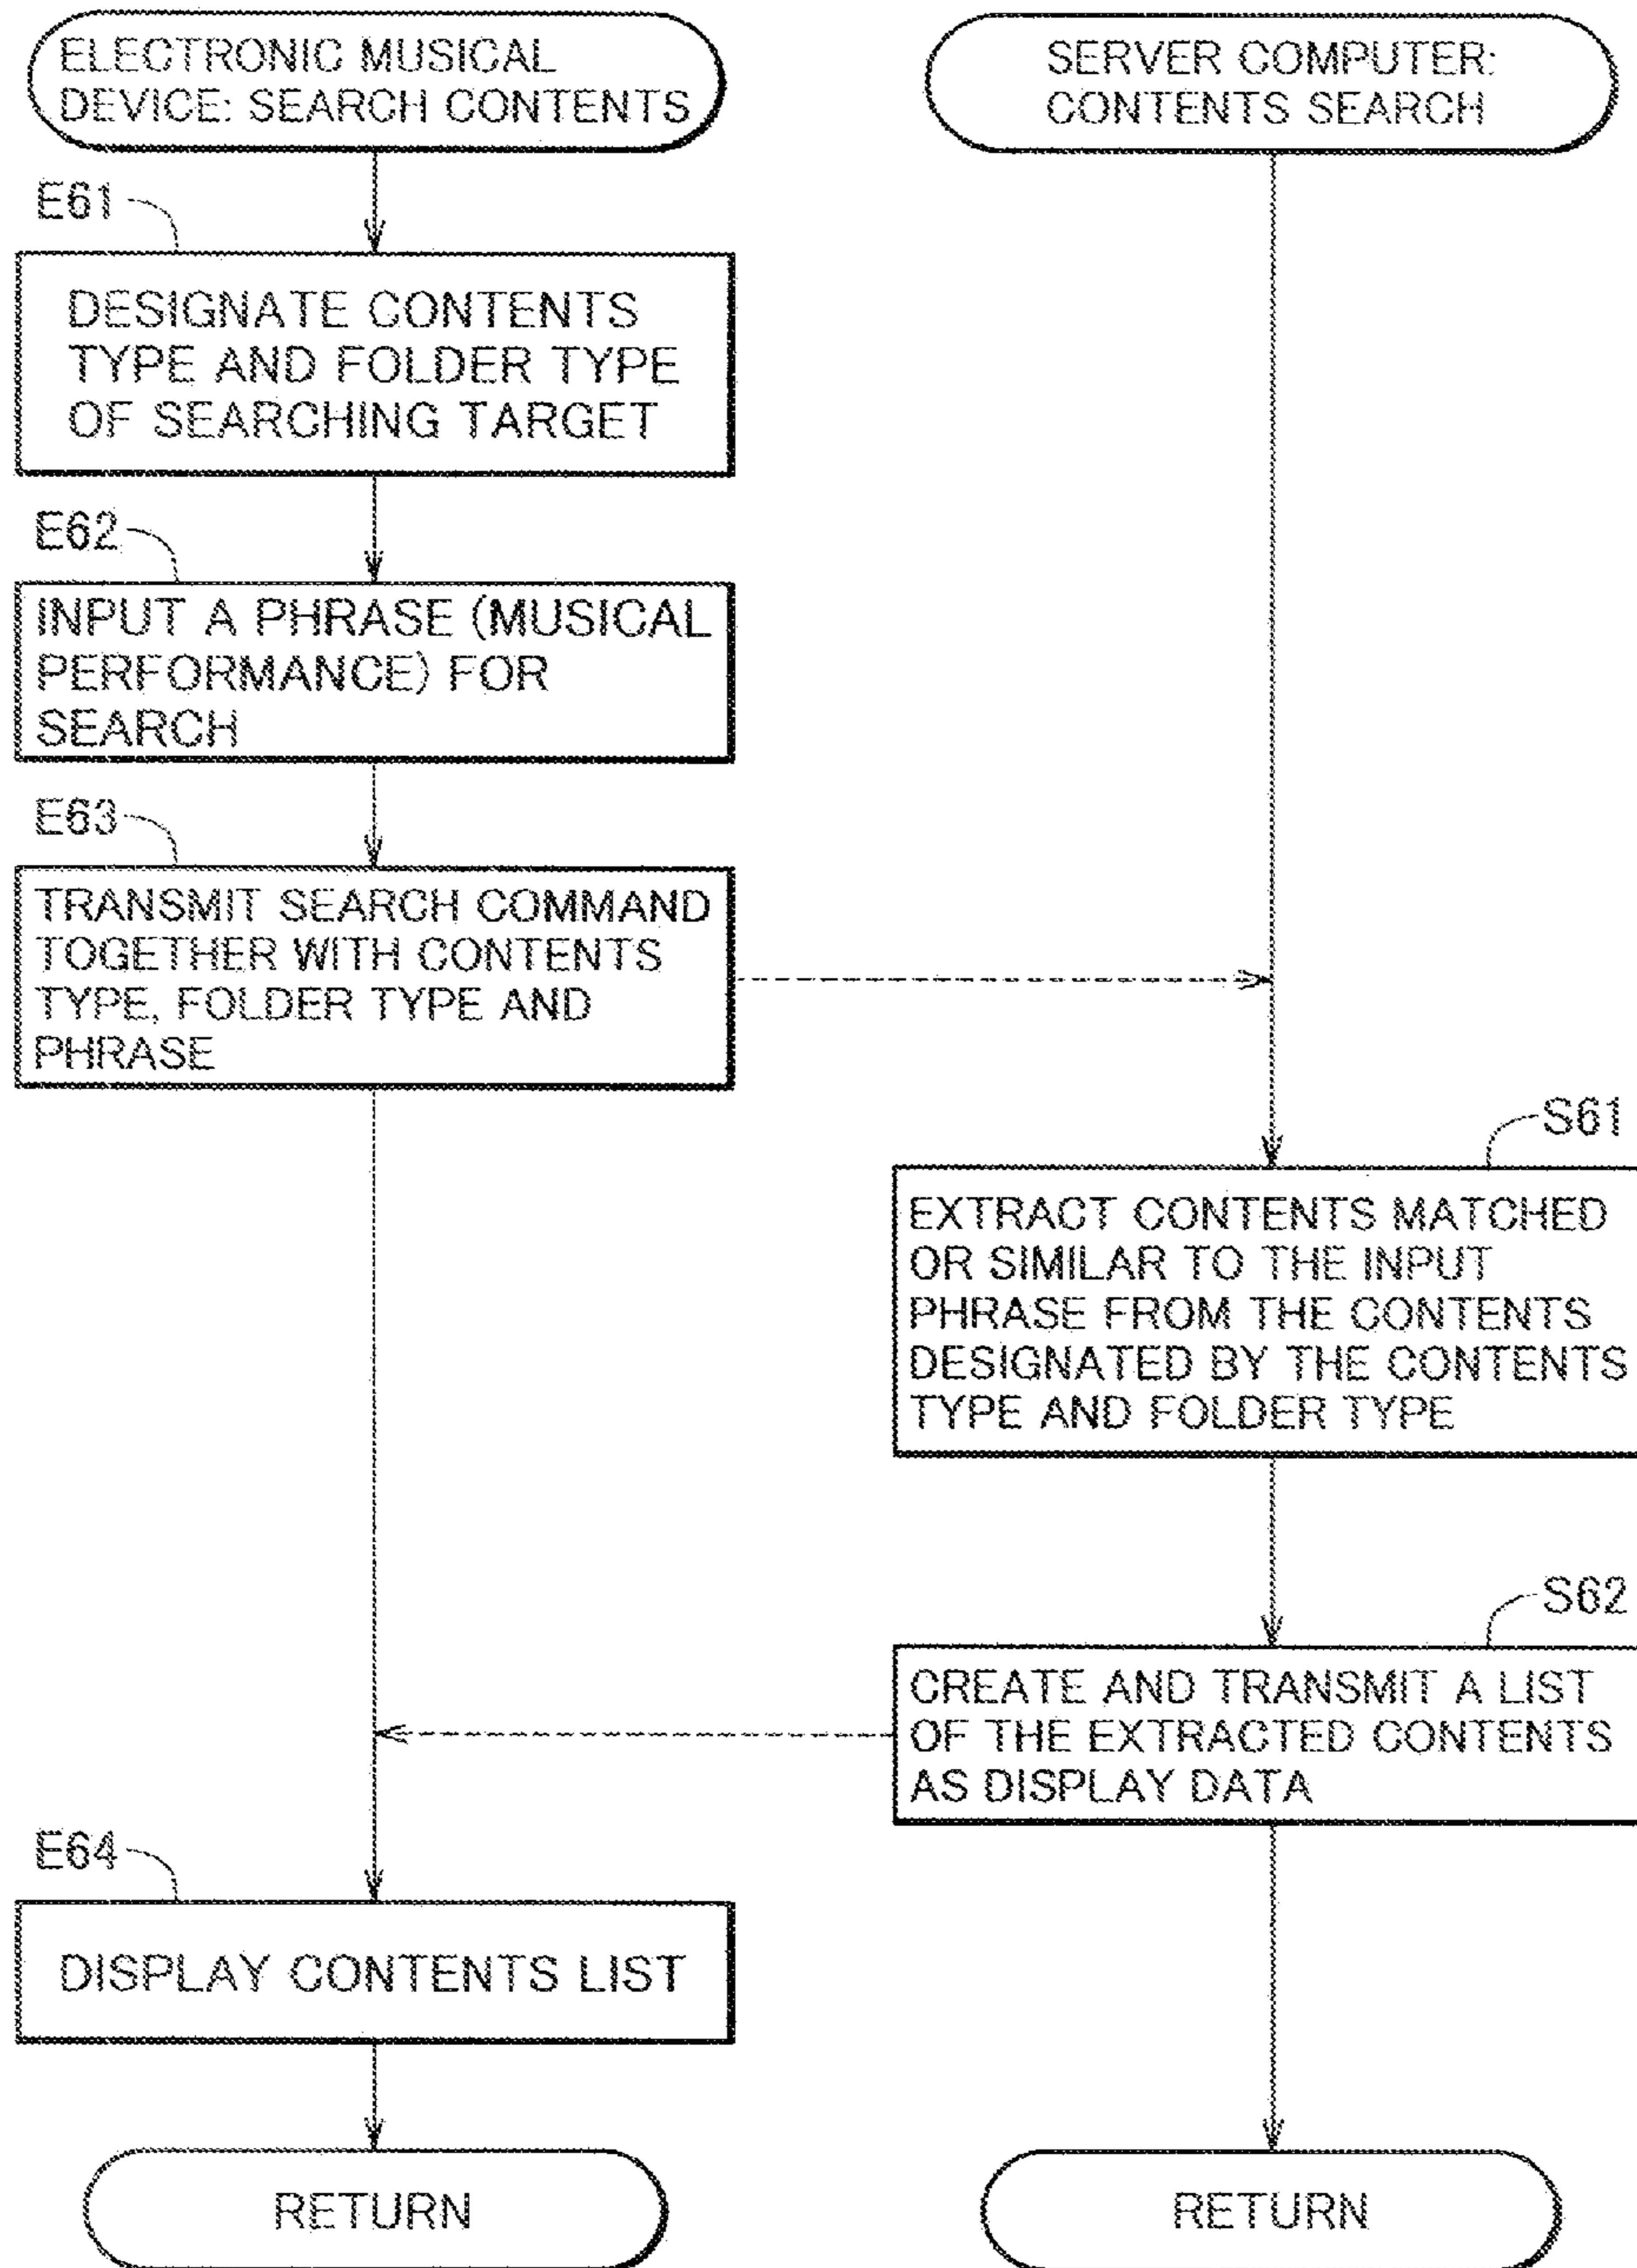 ELECTRONIC MUSICAL
DEVICE: SEARCH CONTENTS
E61
DESIGNATE CONTENTS
TYPE AND FOLDER TYPE
OF SEARCHING TARGET
E62
INPUT A PHRASE (MUSICAL
PERFORMANCE) FOR
SEARCH
E63
TRANSMIT SEARCH COMMAND
TOGETHER WITH CONTENTS
TYPE, FOLDER TYPE AND
PHRASE
E64
DISPLAY CONTENTS LIST
RETURN
SERVER COMPUTER:
CONTENTS SEARCH
S61
EXTRACT CONTENTS MATCHED
OR SIMILAR TO THE INPUT
PHRASE FROM THE CONTENTS
DESIGNATED BY THE CONTENTS
TYPE AND FOLDER TYPE
S62
CREATE AND TRANSMIT A LIST
OF THE EXTRACTED CONTENTS
AS DISPLAY DATA
RETURN